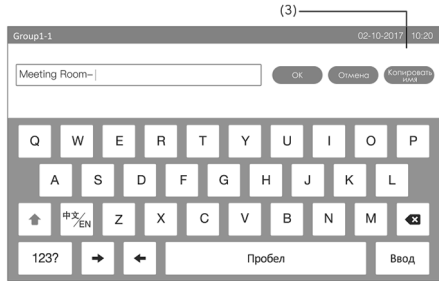 (3)
Group1-1 02-10-2017 10:20
Meeting Room-| OK Отмена Копировать
имя
Q W E R T Y U I O P
A S D F G H J K L
中文/EN Z X C V B N M
123? Пробел Ввод